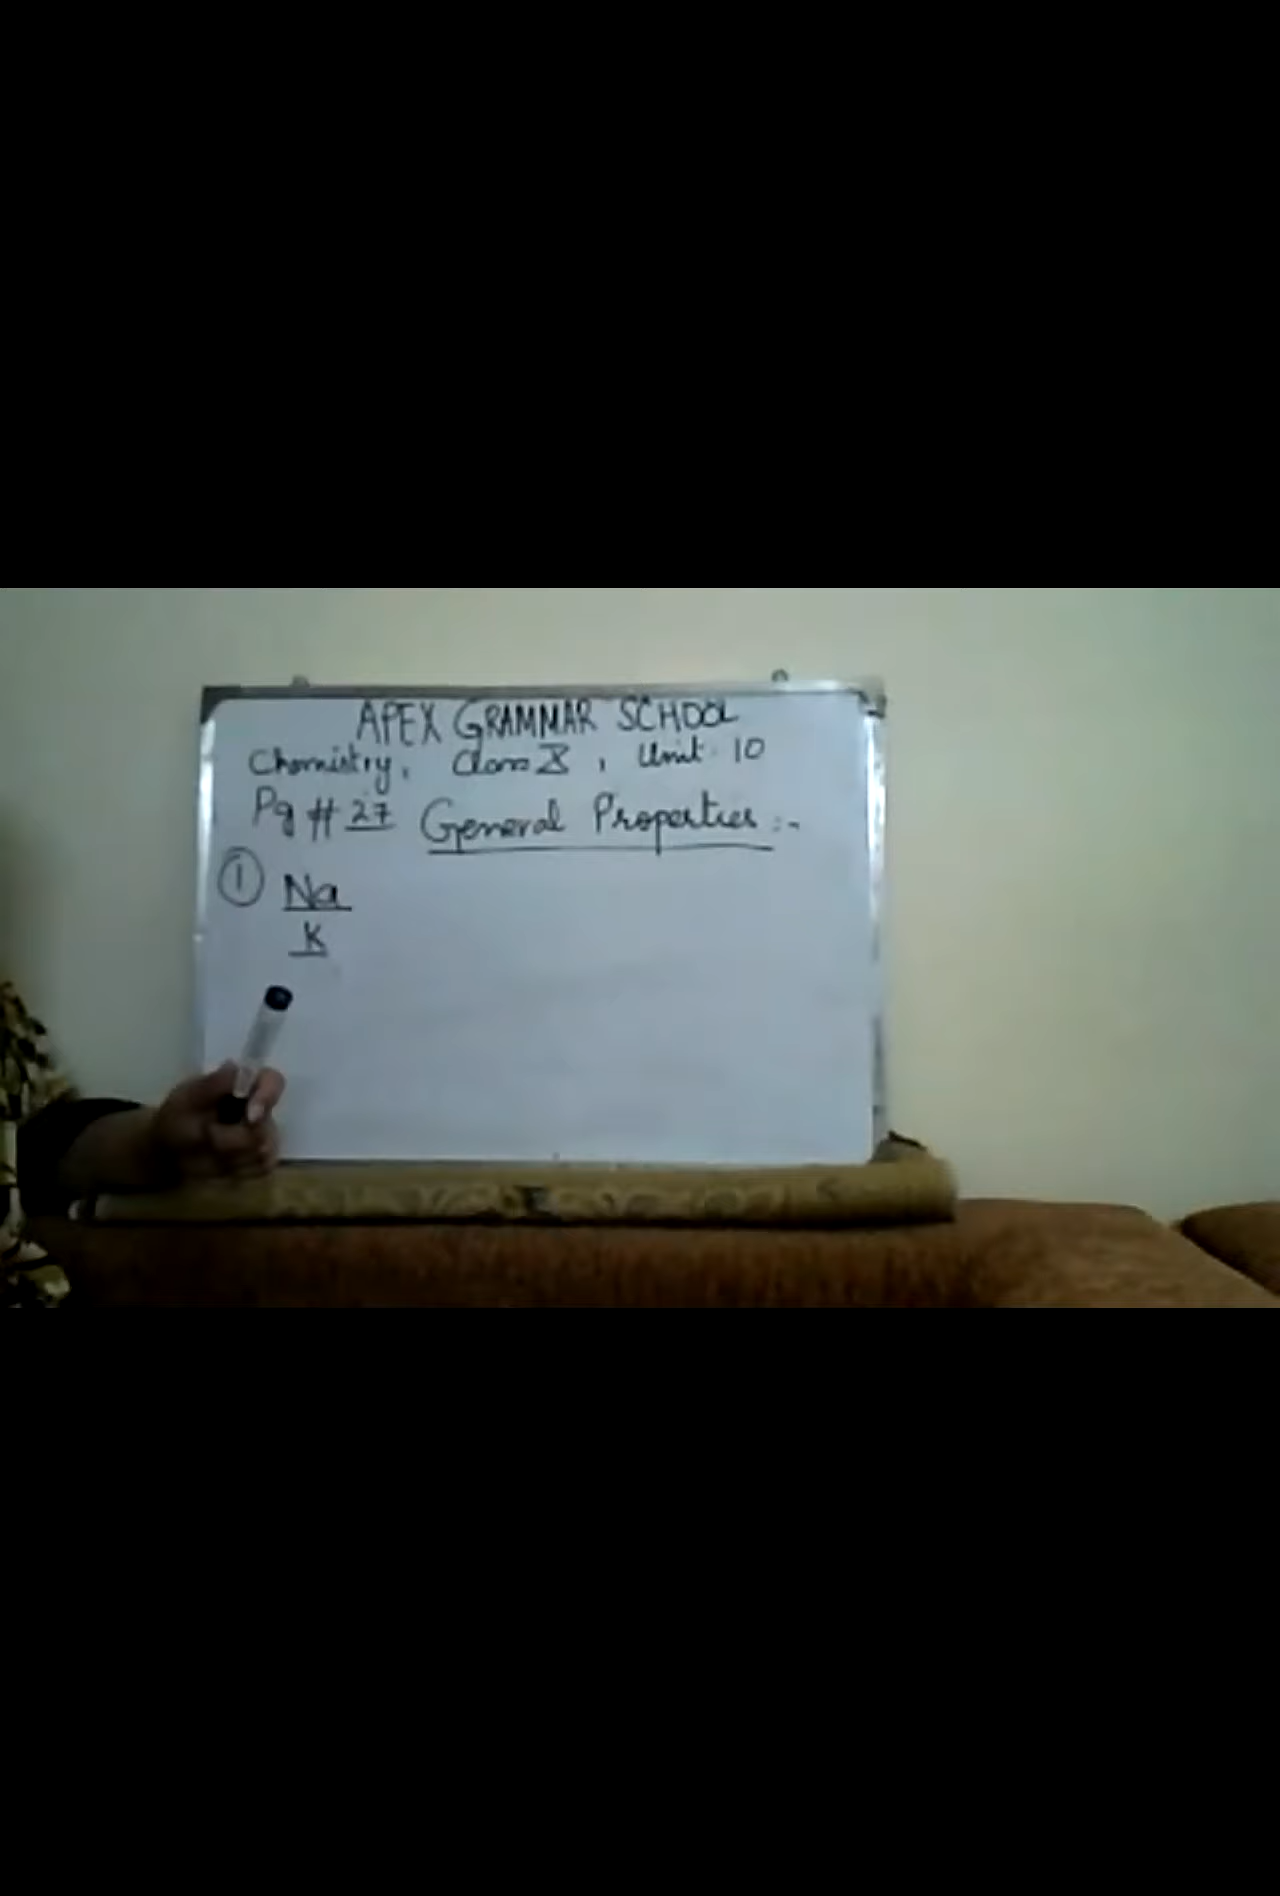 APEX GRAMMAR SCHOOL
Chemistry, Class X, Unit 10
Pg # 27 General Properties :-
① Na
K